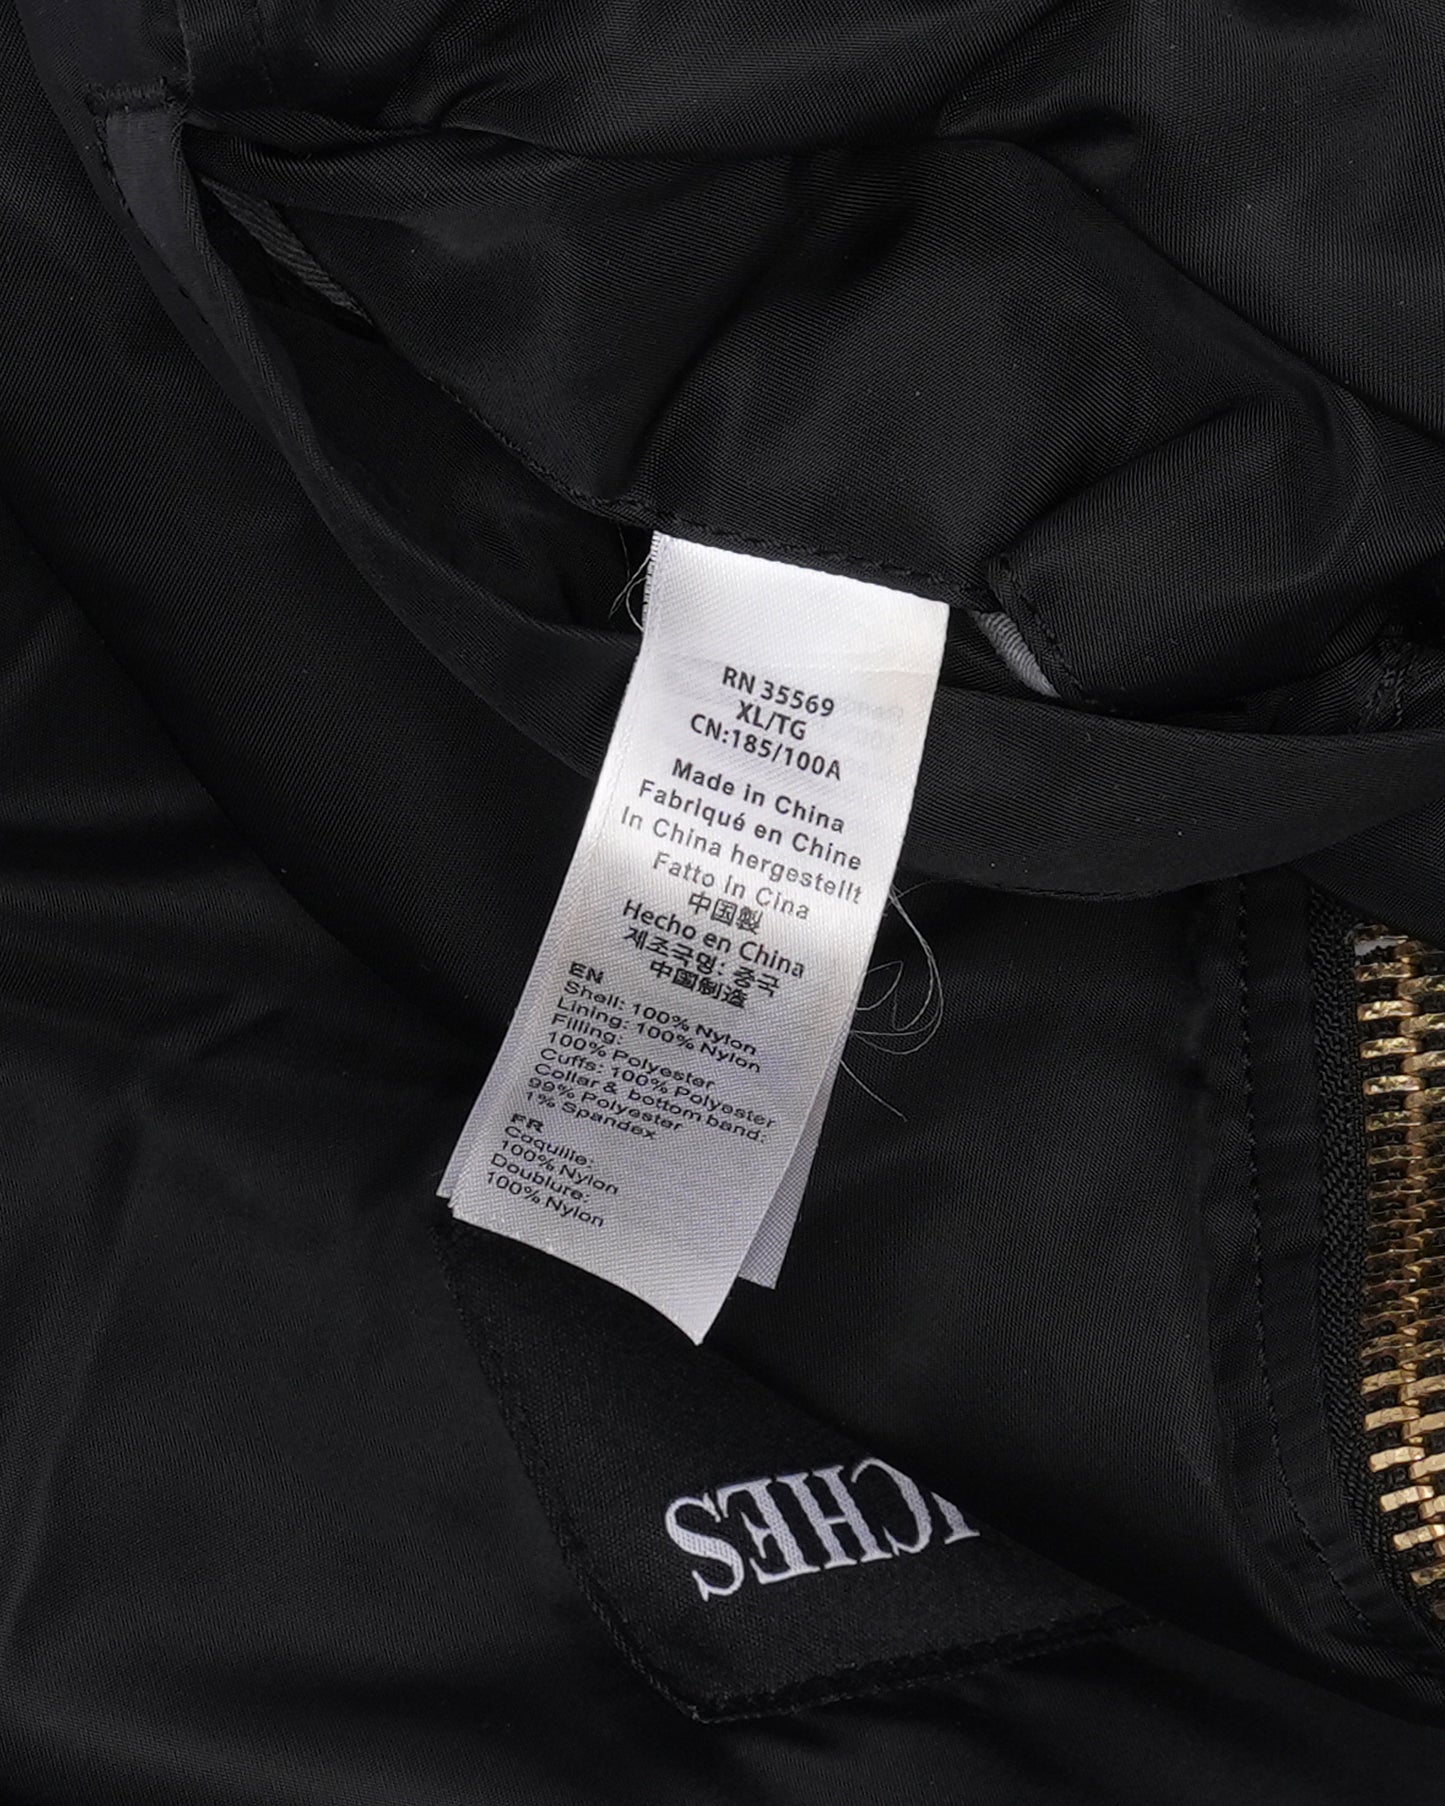 RN 35569
XL/TG
CN:185/100A
Made in China
Fabriqué en Chine
In China hergestellt
Fatto in Cina
中国製
Hecho en China
제조국명: 중국
中国制造
EN
Shell: 100% Nylon
Lining: 100% Nylon
Filling:
100% Polyester
Cuffs: 100% Polyester
Collar & bottom band:
99% Polyester
1% Spandex
FR
Coquille:
100% Nylon
Doublure:
100% Nylon
CHES